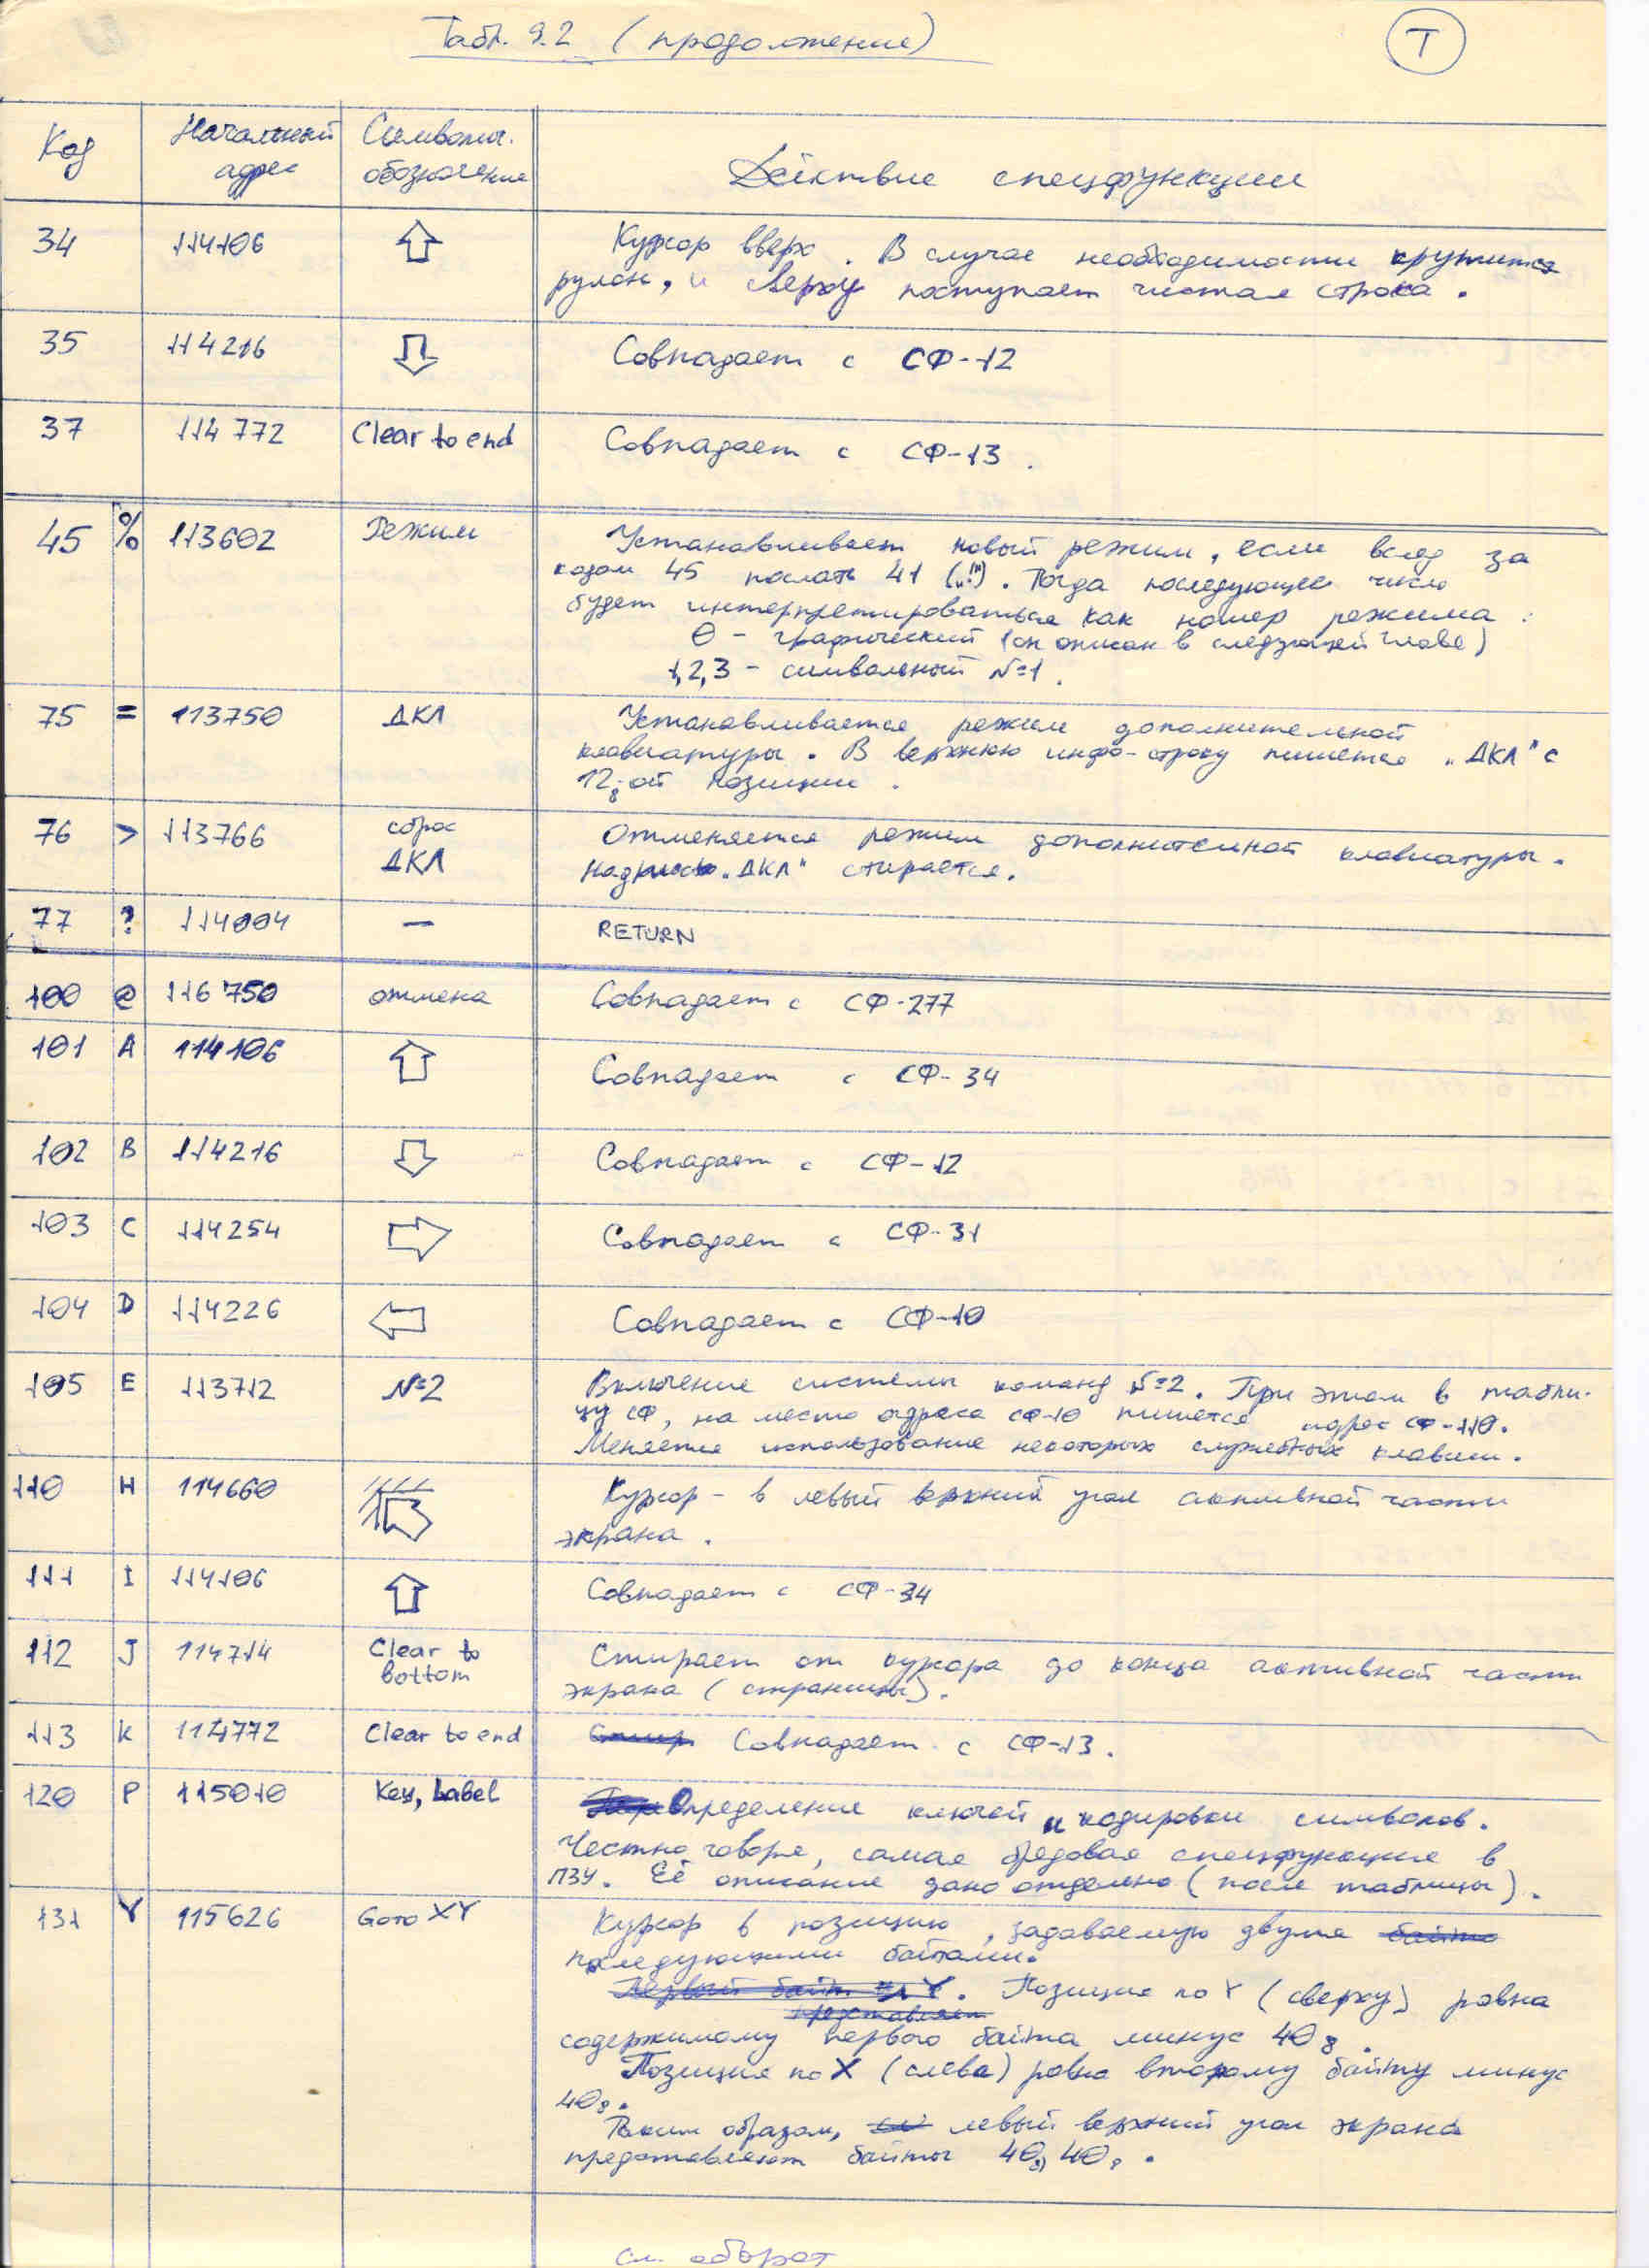 Табл. 9.2 (продолжение)
T
Код
Начальный адрес
Символич. обозначение
Действие спецфункции
34 114106 ⇧ Курсор вверх. В случае необходимости крутится
рулон, и сверху поступает чистая строка.
35 114216 ⇩ Совпадает с СФ-12
37 114772 Clear to end Совпадает с СФ-13.
45 % 113602 Режим Устанавливает новый режим, если вслед за
кодом 45 послать 41 („!"). Тогда последующее число
будет интерпретироваться как номер режима:
0 - графический (он описан в следующей главе)
1,2,3 - символьный №1.
75 = 113750 ДКЛ Устанавливается режим дополнительной
клавиатуры. В верхнюю инфо-строку пишется „ДКЛ" с
12₈-ой позиции.
76 > 113766 сброс ДКЛ Отменяется режим дополнительной клавиатуры.
Надпись „ДКЛ" стирается.
77 ? 114004 — RETURN
100 @ 116750 отмена Совпадает с СФ-277
101 A 114106 ⇧ Совпадает с СФ-34
102 B 114216 ⇩ Совпадает с СФ-12
103 C 114254 ⇨ Совпадает с СФ-31
104 D 114226 ⇦ Совпадает с СФ-10
105 E 113712 №2 Включение системы команд №2. При этом в табли-
цу СФ, на место адреса СФ-10 пишется адрес СФ-110.
Меняется использование некоторых служебных клавиш.
110 H 114660 Курсор - в левый верхний угол активной части
экрана.
111 I 114106 ⇧ Совпадает с СФ-34
112 J 114714 Clear to bottom Стирает от курсора до конца активной части
экрана (страницы).
113 K 114772 Clear to end Стир Совпадает с СФ-13.
120 P 115010 Key, Label Определение ключей и кодировки символов.
Честно говоря, самая бредовая спецфункция в
ПЗУ. Её описание дано отдельно (после таблицы).
131 Y 115626 Goto XY Курсор в позицию, задаваемую двумя байта
последующими байтами.
Первый байт Y. Позиция по Y (сверху) равна
представляет
содержимому первого байта минус 40₈.
Позиция по X (слева) равна второму байту минус
40₈.
Таким образом, левый верхний угол экрана
представляют байты 40₈, 40₈.
см. оборот